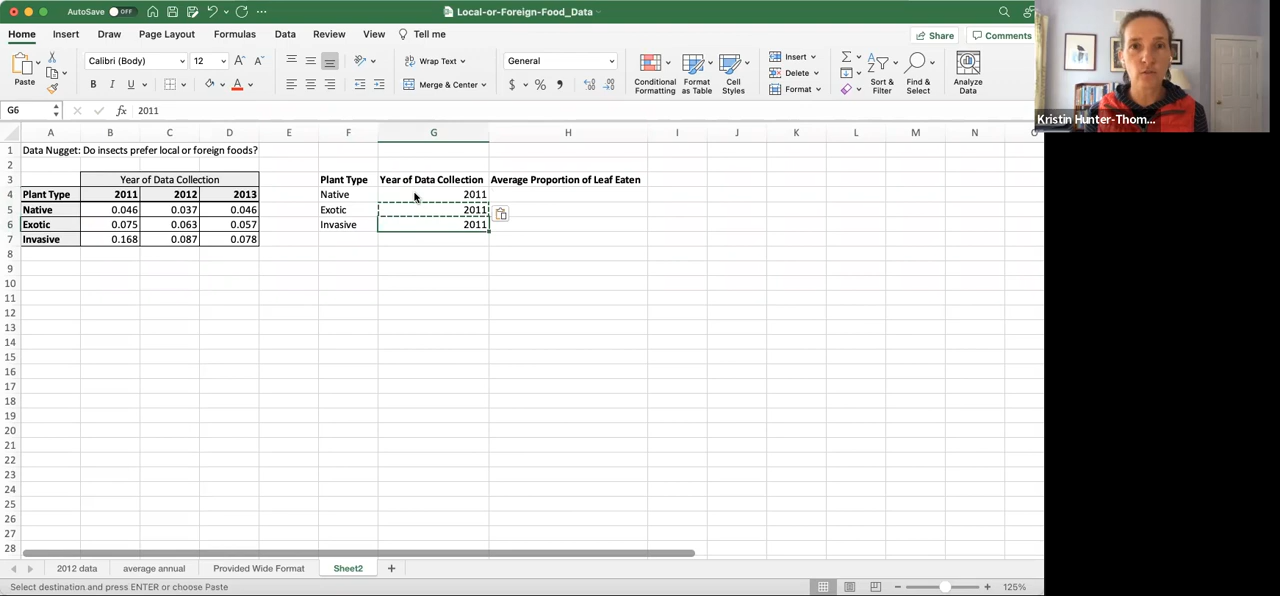 AutoSave OFF Local-or-Foreign-Food_Data
Home Insert Draw Page Layout Formulas Data Review View Tell me Share Comments
Paste Calibri (Body) 12 Wrap Text General Conditional Formatting Format as Table Cell Styles Insert Sort & Filter Find & Select Analyze Data
B I U Merge & Center $ % Delete
Format
G6 fx 2011
Kristin Hunter-Thom...
A B C D E F G H I J K L M N O
1 Data Nugget: Do insects prefer local or foreign foods?
2
3 Year of Data Collection Plant Type Year of Data Collection Average Proportion of Leaf Eaten
4 Plant Type 2011 2012 2013 Native 2011
5 Native 0.046 0.037 0.046 Exotic 2011
6 Exotic 0.075 0.063 0.057 Invasive 2011
7 Invasive 0.168 0.087 0.078
8
9
10
11
12
13
14
15
16
17
18
19
20
21
22
23
24
25
26
27
28
2012 data average annual Provided Wide Format Sheet2 +
Select destination and press ENTER or choose Paste 125%